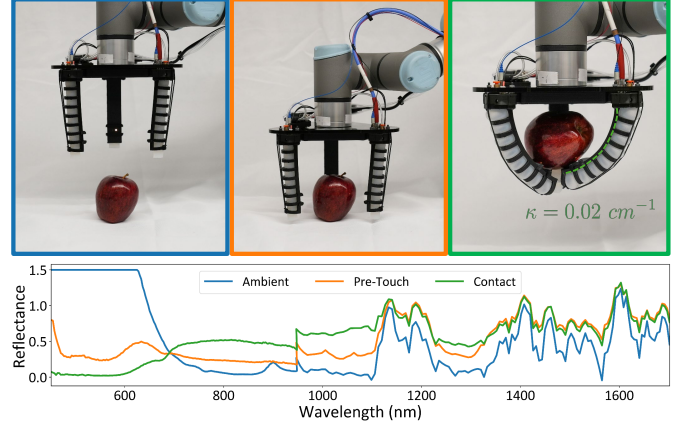 κ = 0.02 cm⁻¹
Ambient Pre-Touch Contact
Reflectance
1.5
1.0
0.5
0.0
600 800 1000 1200 1400 1600
Wavelength (nm)